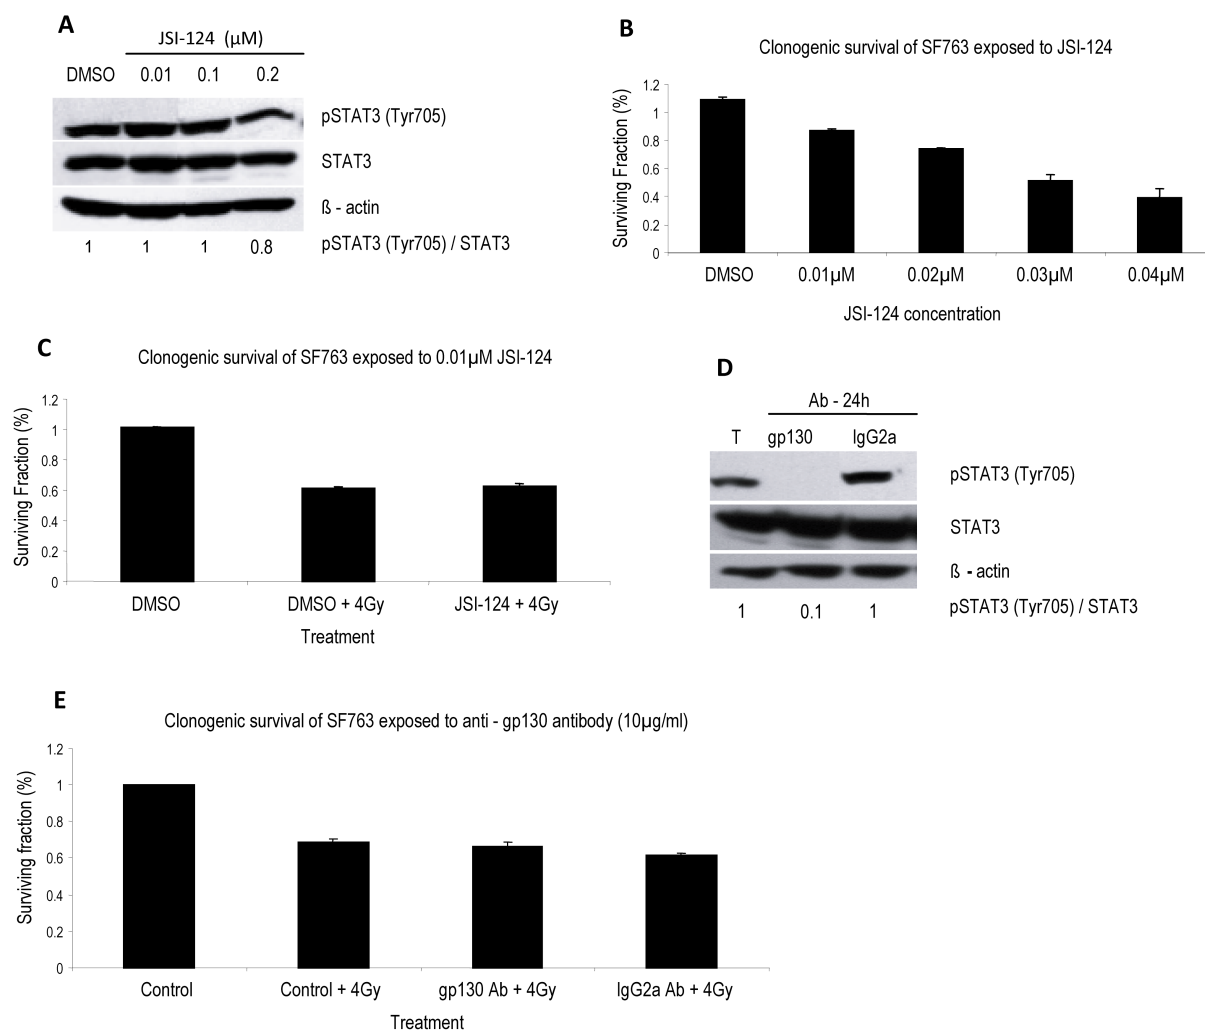 A
JSI-124 (µM)
DMSO 0.01 0.1 0.2
pSTAT3 (Tyr705)
STAT3
ß - actin
1 1 1 0.8 pSTAT3 (Tyr705) / STAT3
B
Clonogenic survival of SF763 exposed to JSI-124
Surviving Fraction (%)
1.2
1
0.8
0.6
0.4
0.2
0
DMSO 0.01µM 0.02µM 0.03µM 0.04µM
JSI-124 concentration
C
Clonogenic survival of SF763 exposed to 0.01µM JSI-124
Surviving Fraction (%)
1.2
1
0.8
0.6
0.4
0.2
0
DMSO DMSO + 4Gy JSI-124 + 4Gy
Treatment
D
Ab - 24h
T gp130 IgG2a
pSTAT3 (Tyr705)
STAT3
ß - actin
1 0.1 1 pSTAT3 (Tyr705) / STAT3
E
Clonogenic survival of SF763 exposed to anti - gp130 antibody (10µg/ml)
Surviving fraction (%)
1.2
1
0.8
0.6
0.4
0.2
0
Control Control + 4Gy gp130 Ab + 4Gy IgG2a Ab + 4Gy
Treatment